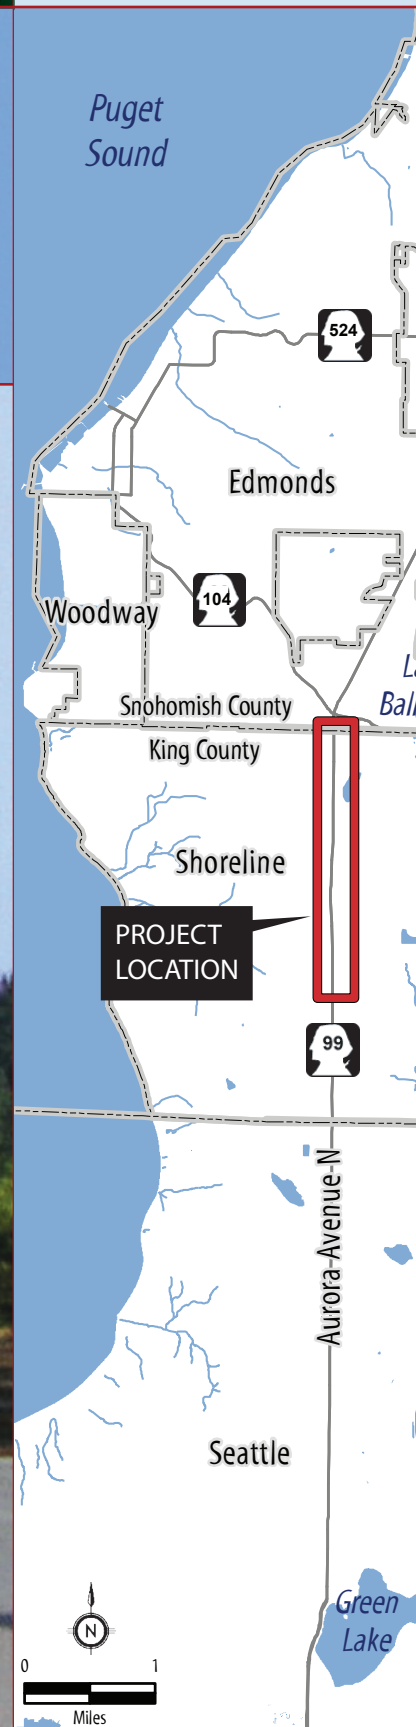 Puget
Sound
524
Edmonds
104
Woodway
Snohomish County
King County
Shoreline
PROJECT
LOCATION
99
Aurora Avenue N
Seattle
Green
Lake
N
0 1
Miles